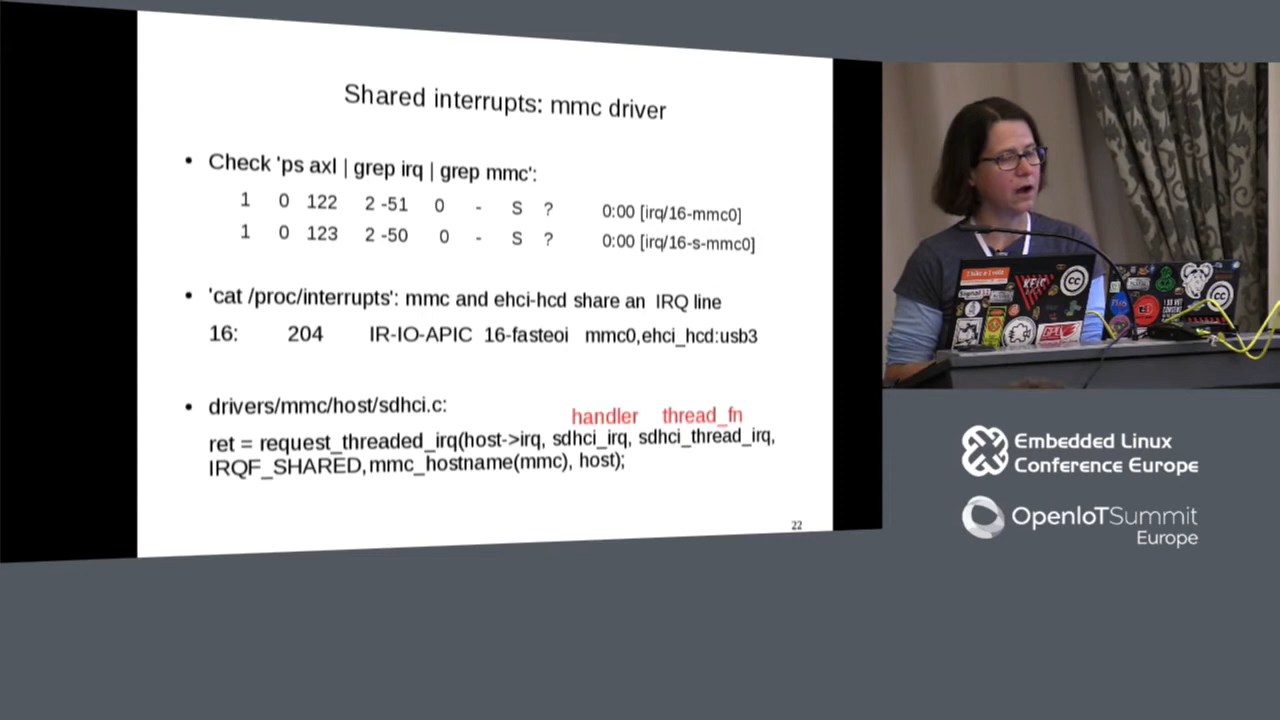 Shared interrupts: mmc driver
• Check 'ps axl | grep irq | grep mmc':
1 0 122 2 -51 0 - S ? 0:00 [irq/16-mmc0]
1 0 123 2 -50 0 - S ? 0:00 [irq/16-s-mmc0]
• 'cat /proc/interrupts': mmc and ehci-hcd share an IRQ line
16: 204 IR-IO-APIC 16-fasteoi mmc0,ehci_hcd:usb3
• drivers/mmc/host/sdhci.c:
handler thread_fn
ret = request_threaded_irq(host->irq, sdhci_irq, sdhci_thread_irq,
IRQF_SHARED, mmc_hostname(mmc), host);
22
Embedded Linux
Conference Europe
OpenIoTSummit
Europe